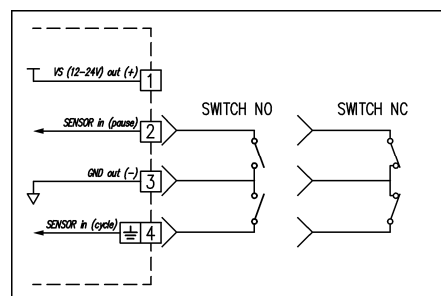 VS (12-24V) out (+)
1
SENSOR in (pause)
2
SWITCH NO
SWITCH NC
GND out (-)
3
SENSOR in (cycle)
4